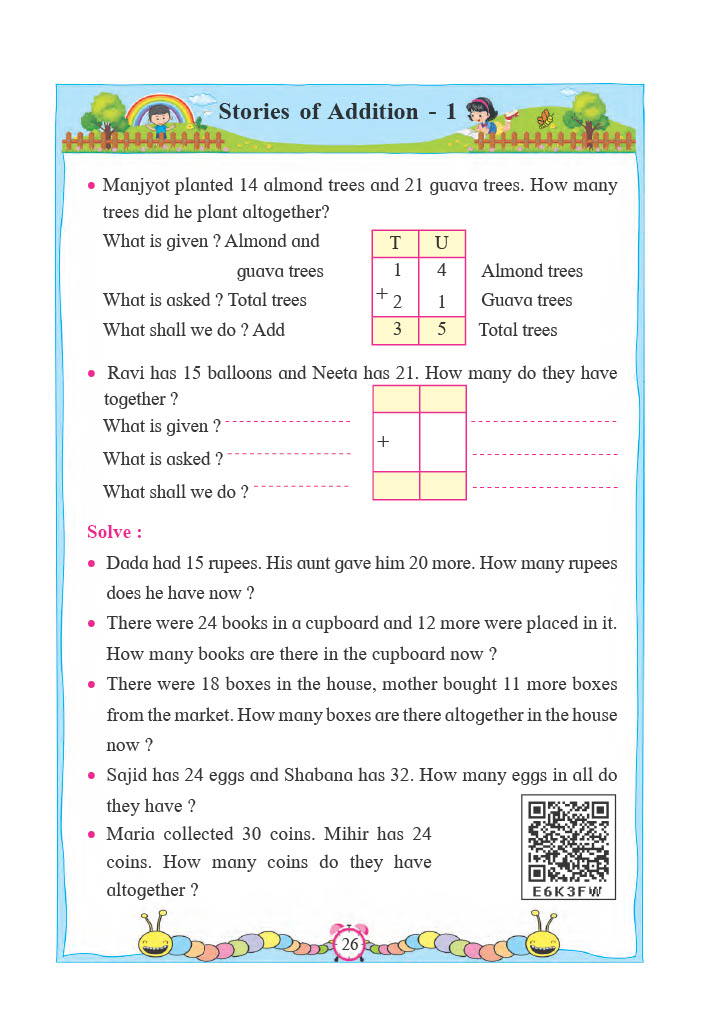 Stories of Addition - 1
• Manjyot planted 14 almond trees and 21 guava trees. How many
trees did he plant altogether?
What is given ? Almond and
guava trees
What is asked ? Total trees
What shall we do ? Add
T U
1 4 Almond trees
+ 2 1 Guava trees
3 5 Total trees
• Ravi has 15 balloons and Neeta has 21. How many do they have
together ?
What is given ?
What is asked ?
What shall we do ?
+
Solve :
• Dada had 15 rupees. His aunt gave him 20 more. How many rupees
does he have now ?
• There were 24 books in a cupboard and 12 more were placed in it.
How many books are there in the cupboard now ?
• There were 18 boxes in the house, mother bought 11 more boxes
from the market. How many boxes are there altogether in the house
now ?
• Sajid has 24 eggs and Shabana has 32. How many eggs in all do
they have ?
• Maria collected 30 coins. Mihir has 24
coins. How many coins do they have
altogether ?
E6K3FW
26